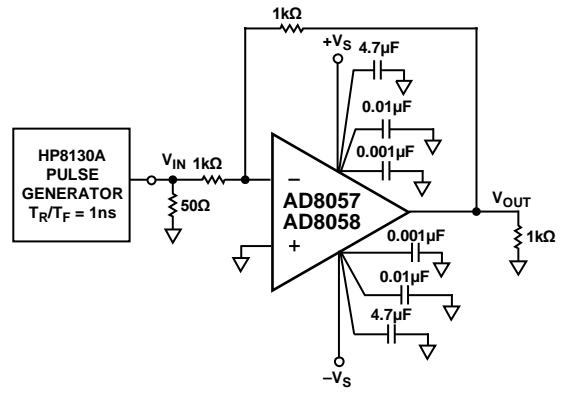 1kΩ
+VS
4.7µF
0.01µF
0.001µF
HP8130A
PULSE
GENERATOR
TR/TF = 1ns
VIN
1kΩ
50Ω
−
+
AD8057
AD8058
VOUT
1kΩ
0.001µF
0.01µF
4.7µF
–VS